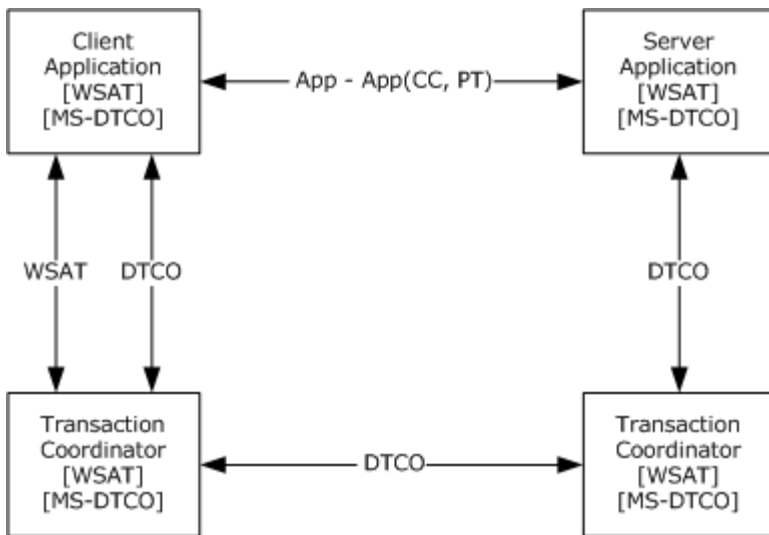 Client
Application
[WSAT]
[MS-DTCO]
App - App(CC, PT)
Server
Application
[WSAT]
[MS-DTCO]
WSAT
DTCO
DTCO
Transaction
Coordinator
[WSAT]
[MS-DTCO]
DTCO
Transaction
Coordinator
[WSAT]
[MS-DTCO]